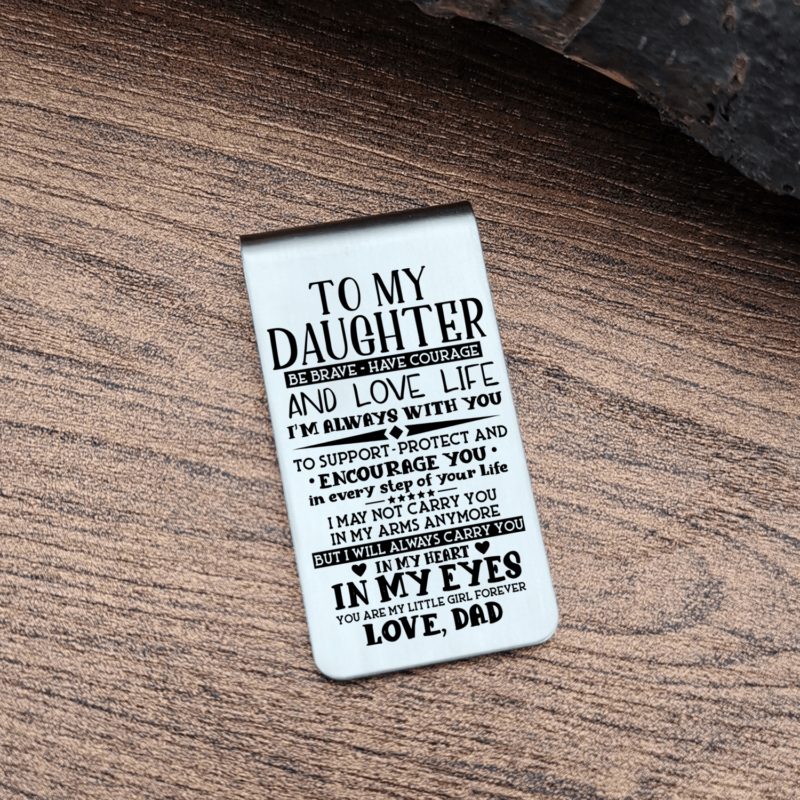 TO MY
DAUGHTER
BE BRAVE - HAVE COURAGE
AND LOVE LIFE
I'M ALWAYS WITH YOU
TO SUPPORT - PROTECT AND
• ENCOURAGE YOU •
in every step of your Life
I MAY NOT CARRY YOU
IN MY ARMS ANYMORE
BUT I WILL ALWAYS CARRY YOU
IN MY HEART
IN MY EYES
YOU ARE MY LITTLE GIRL FOREVER
LOVE, DAD